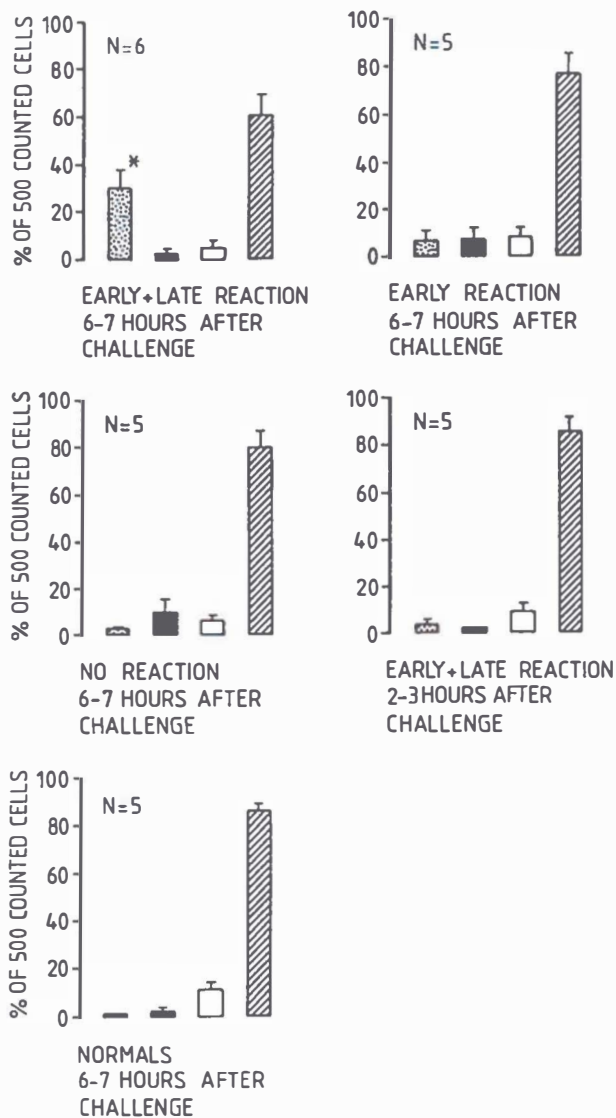 % OF 500 COUNTED CELLS
100
80
60
40
20
0
N=6
*
EARLY+LATE REACTION
6-7 HOURS AFTER
CHALLENGE
100
80
60
40
20
0
N=5
EARLY REACTION
6-7 HOURS AFTER
CHALLENGE
% OF 500 COUNTED CELLS
100
80
60
40
20
0
N=5
NO REACTION
6-7 HOURS AFTER
CHALLENGE
100
80
60
40
20
0
N=5
EARLY+LATE REACTION
2-3HOURS AFTER
CHALLENGE
% OF 500 COUNTED CELLS
100
80
60
40
20
0
N=5
NORMALS
6-7 HOURS AFTER
CHALLENGE